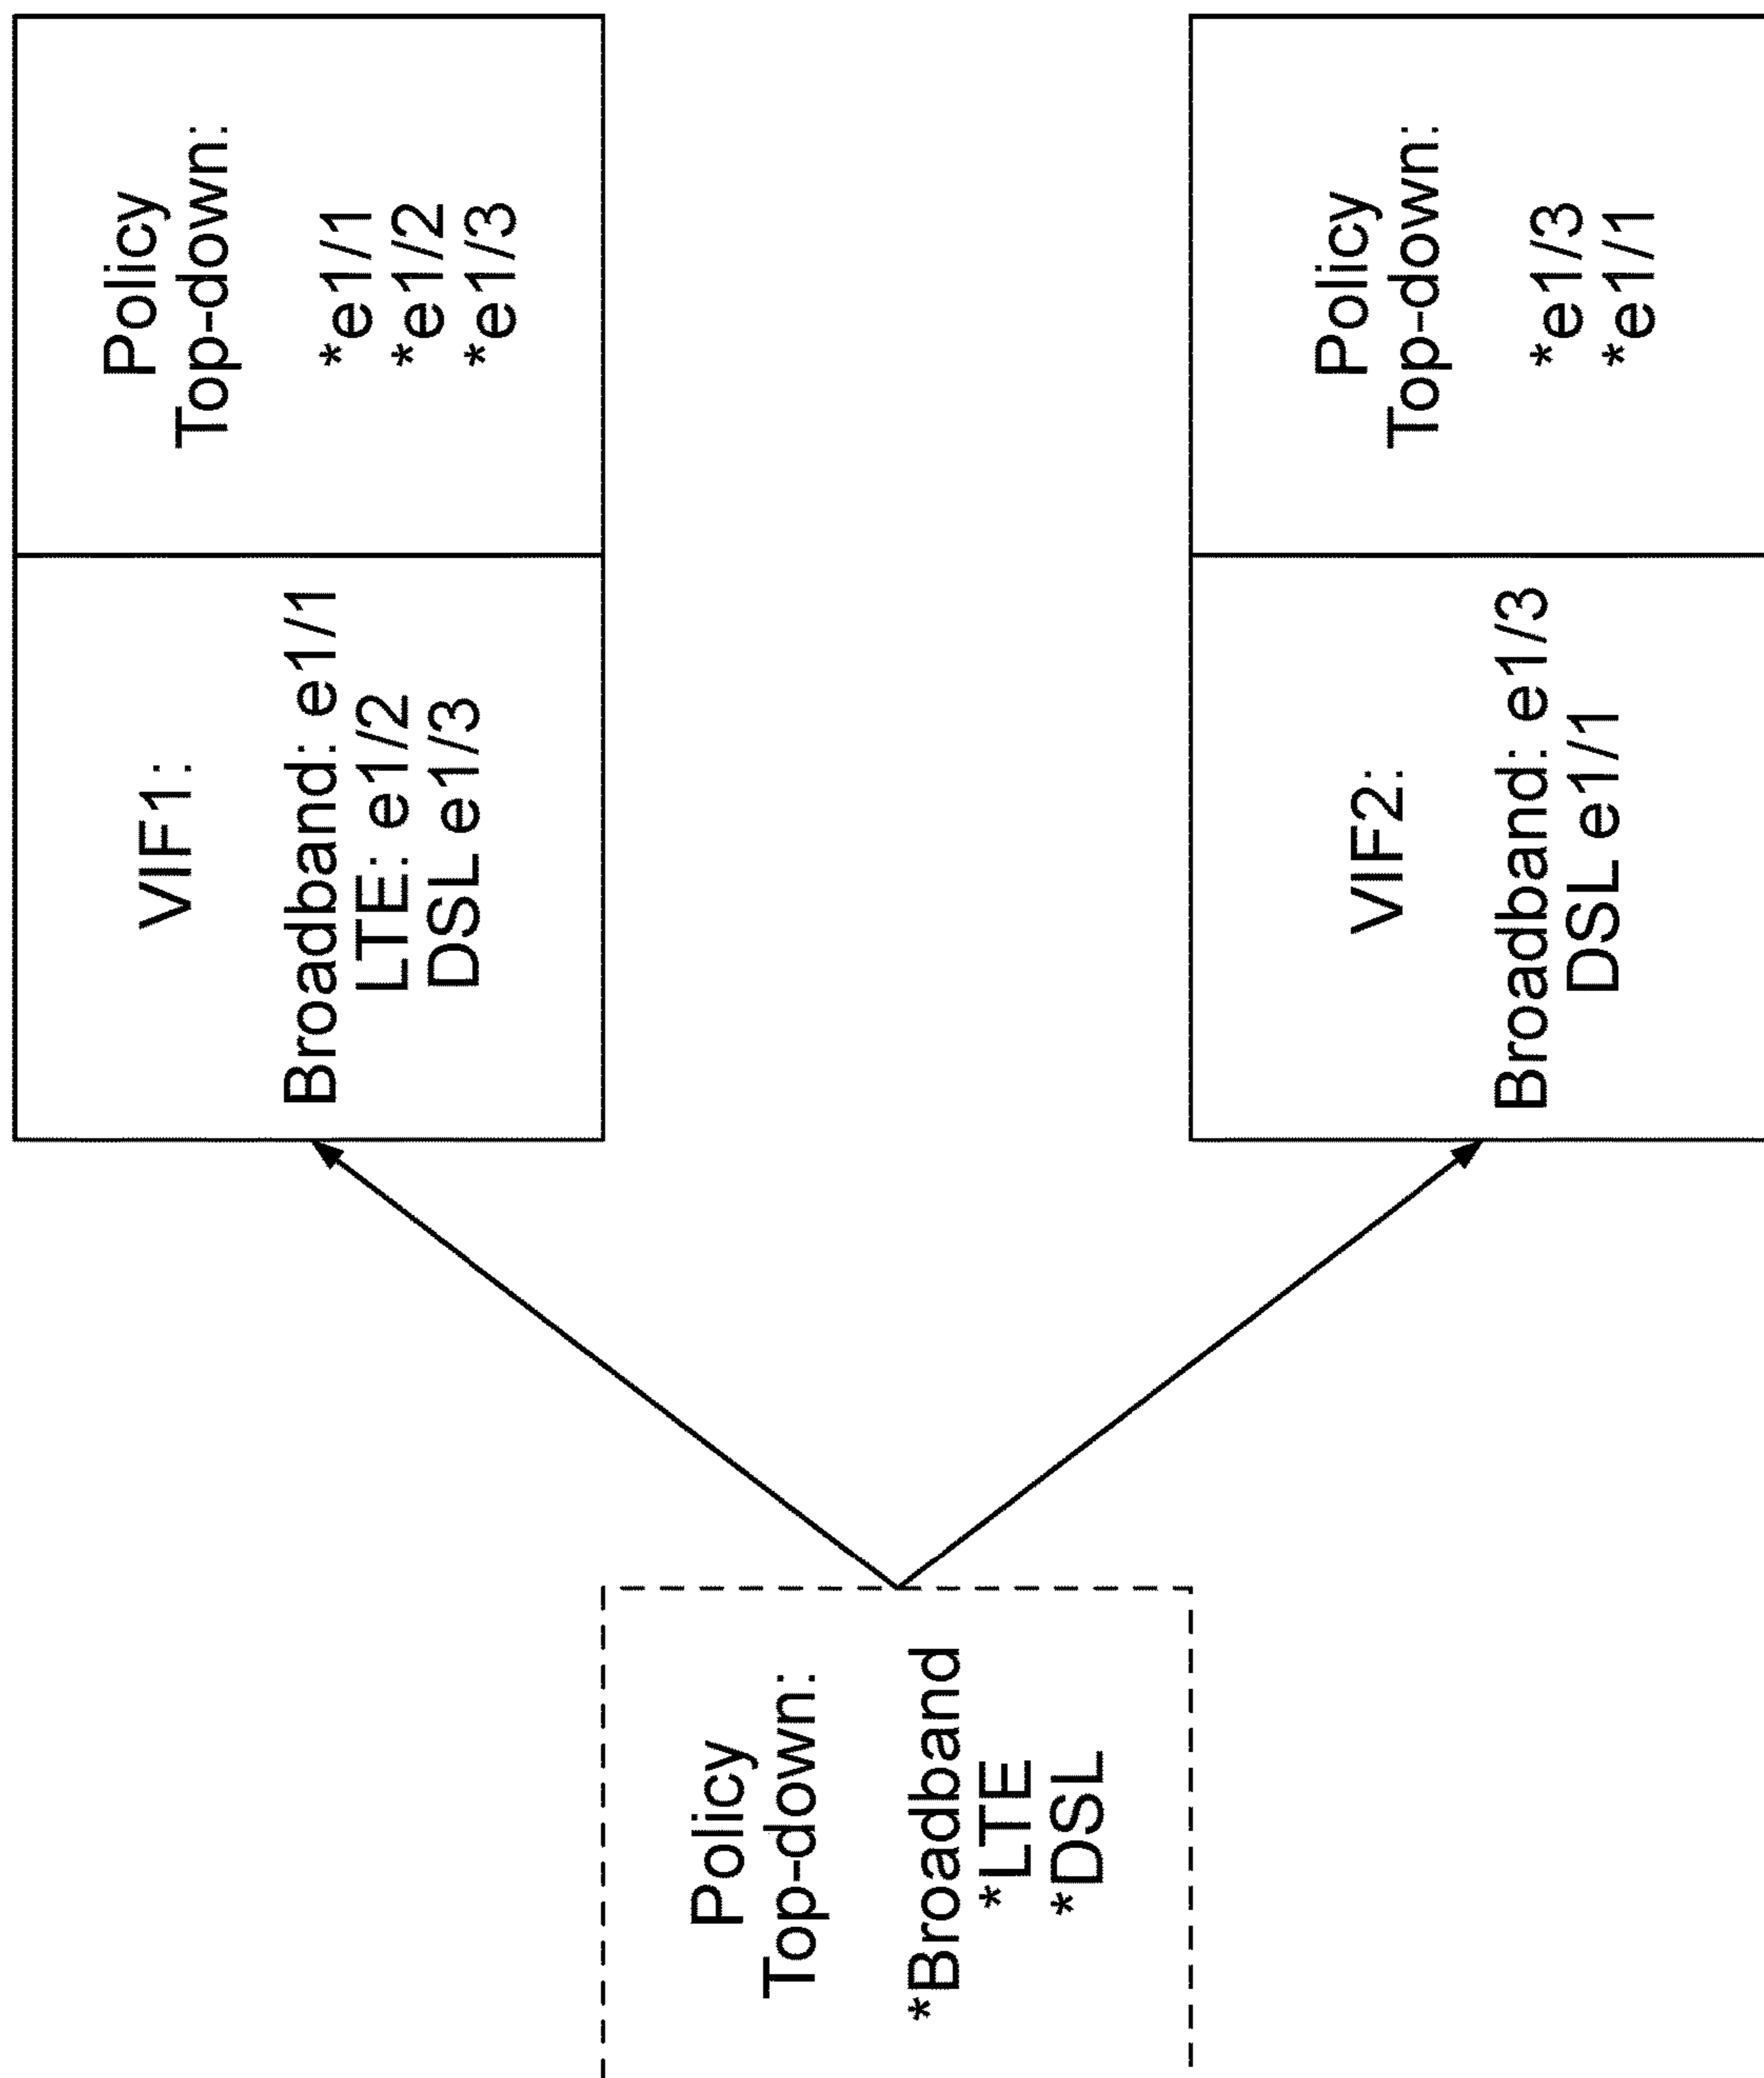 Policy
Top-down:
*Broadband
*LTE
*DSL
VIF1:
Broadband: e1/1
LTE: e1/2
DSL e1/3
Policy
Top-down:
*e1/1
*e1/2
*e1/3
VIF2:
Broadband: e1/3
DSL e1/1
Policy
Top-down:
*e1/3
*e1/1